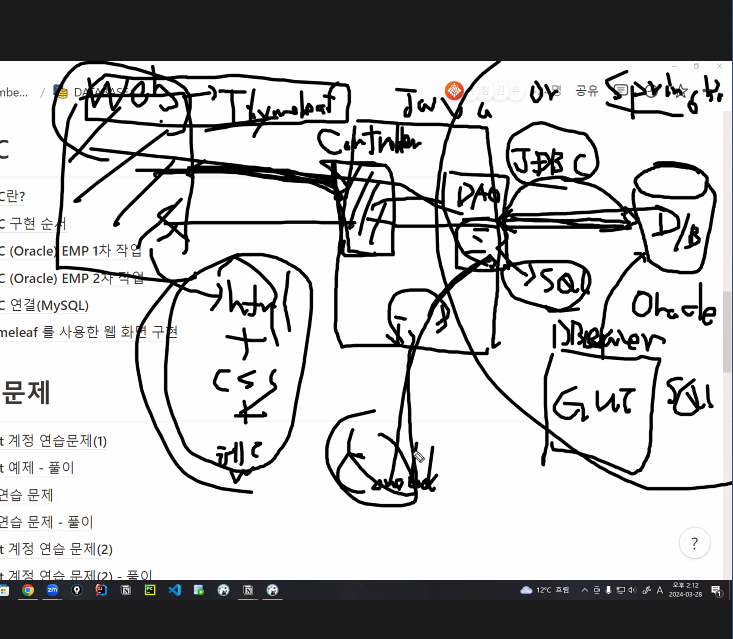 Web → Thymeleaf
Java
or
Spring
mbe... / DATABASE
공유
C
Controller
JDBC
DAO
D/B
C란?
C 구현 순서
C (Oracle) EMP 1차 작업
C (Oracle) EMP 2차 작업
SQL
html
C 연결(MySQL)
Oracle
meleaf 를 사용한 웹 화면 구현
DBeaver
+
CSS
+
GUI
SQL
문제
t 계정 연습문제(1)
t 예제 - 풀이
연습 문제
연습 문제 - 풀이
t 계정 연습 문제(2)
t 계정 연습 문제(2) - 풀이
?
12°C 흐림
A
오후 2:12
2024-03-28